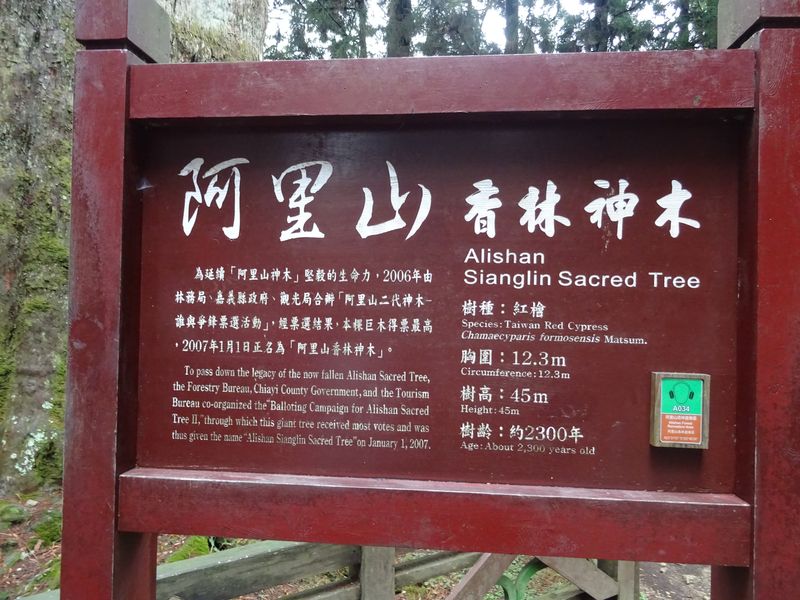 阿里山 香林神木
Alishan
Sianglin Sacred Tree
為延續「阿里山神木」堅毅的生命力，2006年由
林務局、嘉義縣政府、觀光局合辦「阿里山二代神木－
誰與爭鋒票選活動」，經票選結果，本棵巨木得票最高
，2007年1月1日正名為「阿里山香林神木」。
To pass down the legacy of the now fallen Alishan Sacred Tree,
the Forestry Bureau, Chiayi County Government, and the Tourism
Bureau co-organized the"Balloting Campaign for Alishan Sacred
Tree II,"through which this giant tree received most votes and was
thus given the name"Alishan Sianglin Sacred Tree"on January 1, 2007.
樹種：紅檜
Species: Taiwan Red Cypress
Chamaecyparis formosensis Matsum.
胸圍：12.3m
Circumference: 12.3m
樹高：45m
Height: 45m
樹齡：約2300年
Age: About 2,300 years old
A034